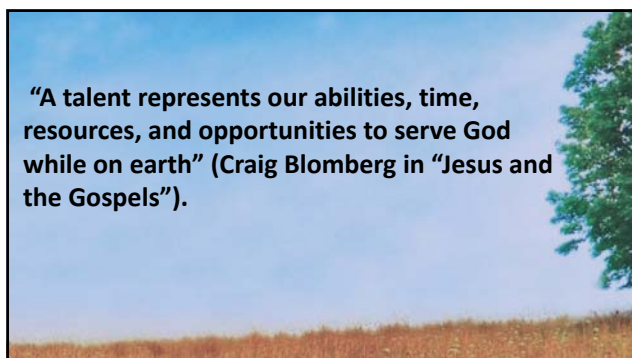 “A talent represents our abilities, time,
resources, and opportunities to serve God
while on earth” (Craig Blomberg in “Jesus and
the Gospels”).